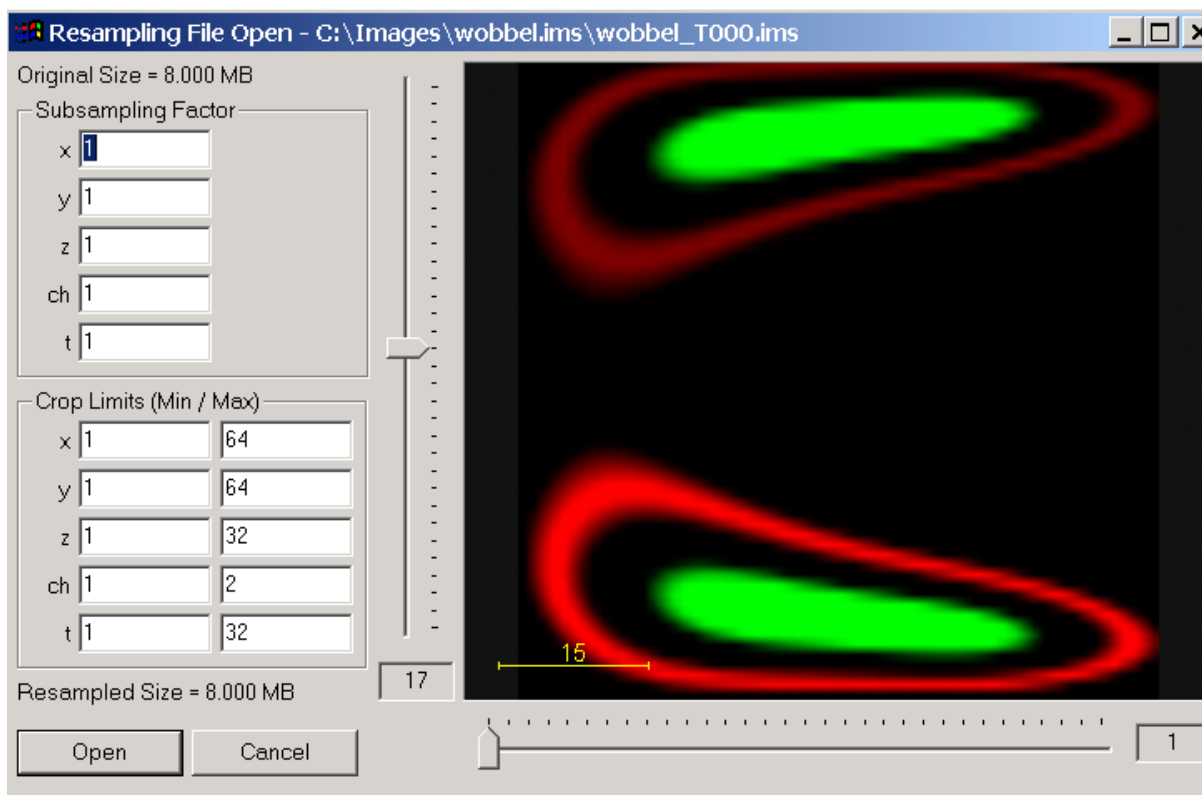 Resampling File Open - C:\Images\wobbel.ims\wobbel_T000.ims
Original Size = 8.000 MB
Subsampling Factor
x 1
y 1
z 1
ch 1
t 1
Crop Limits (Min / Max)
x 1 64
y 1 64
z 1 32
ch 1 2
t 1 32
Resampled Size = 8.000 MB
Open Cancel
17
15
1